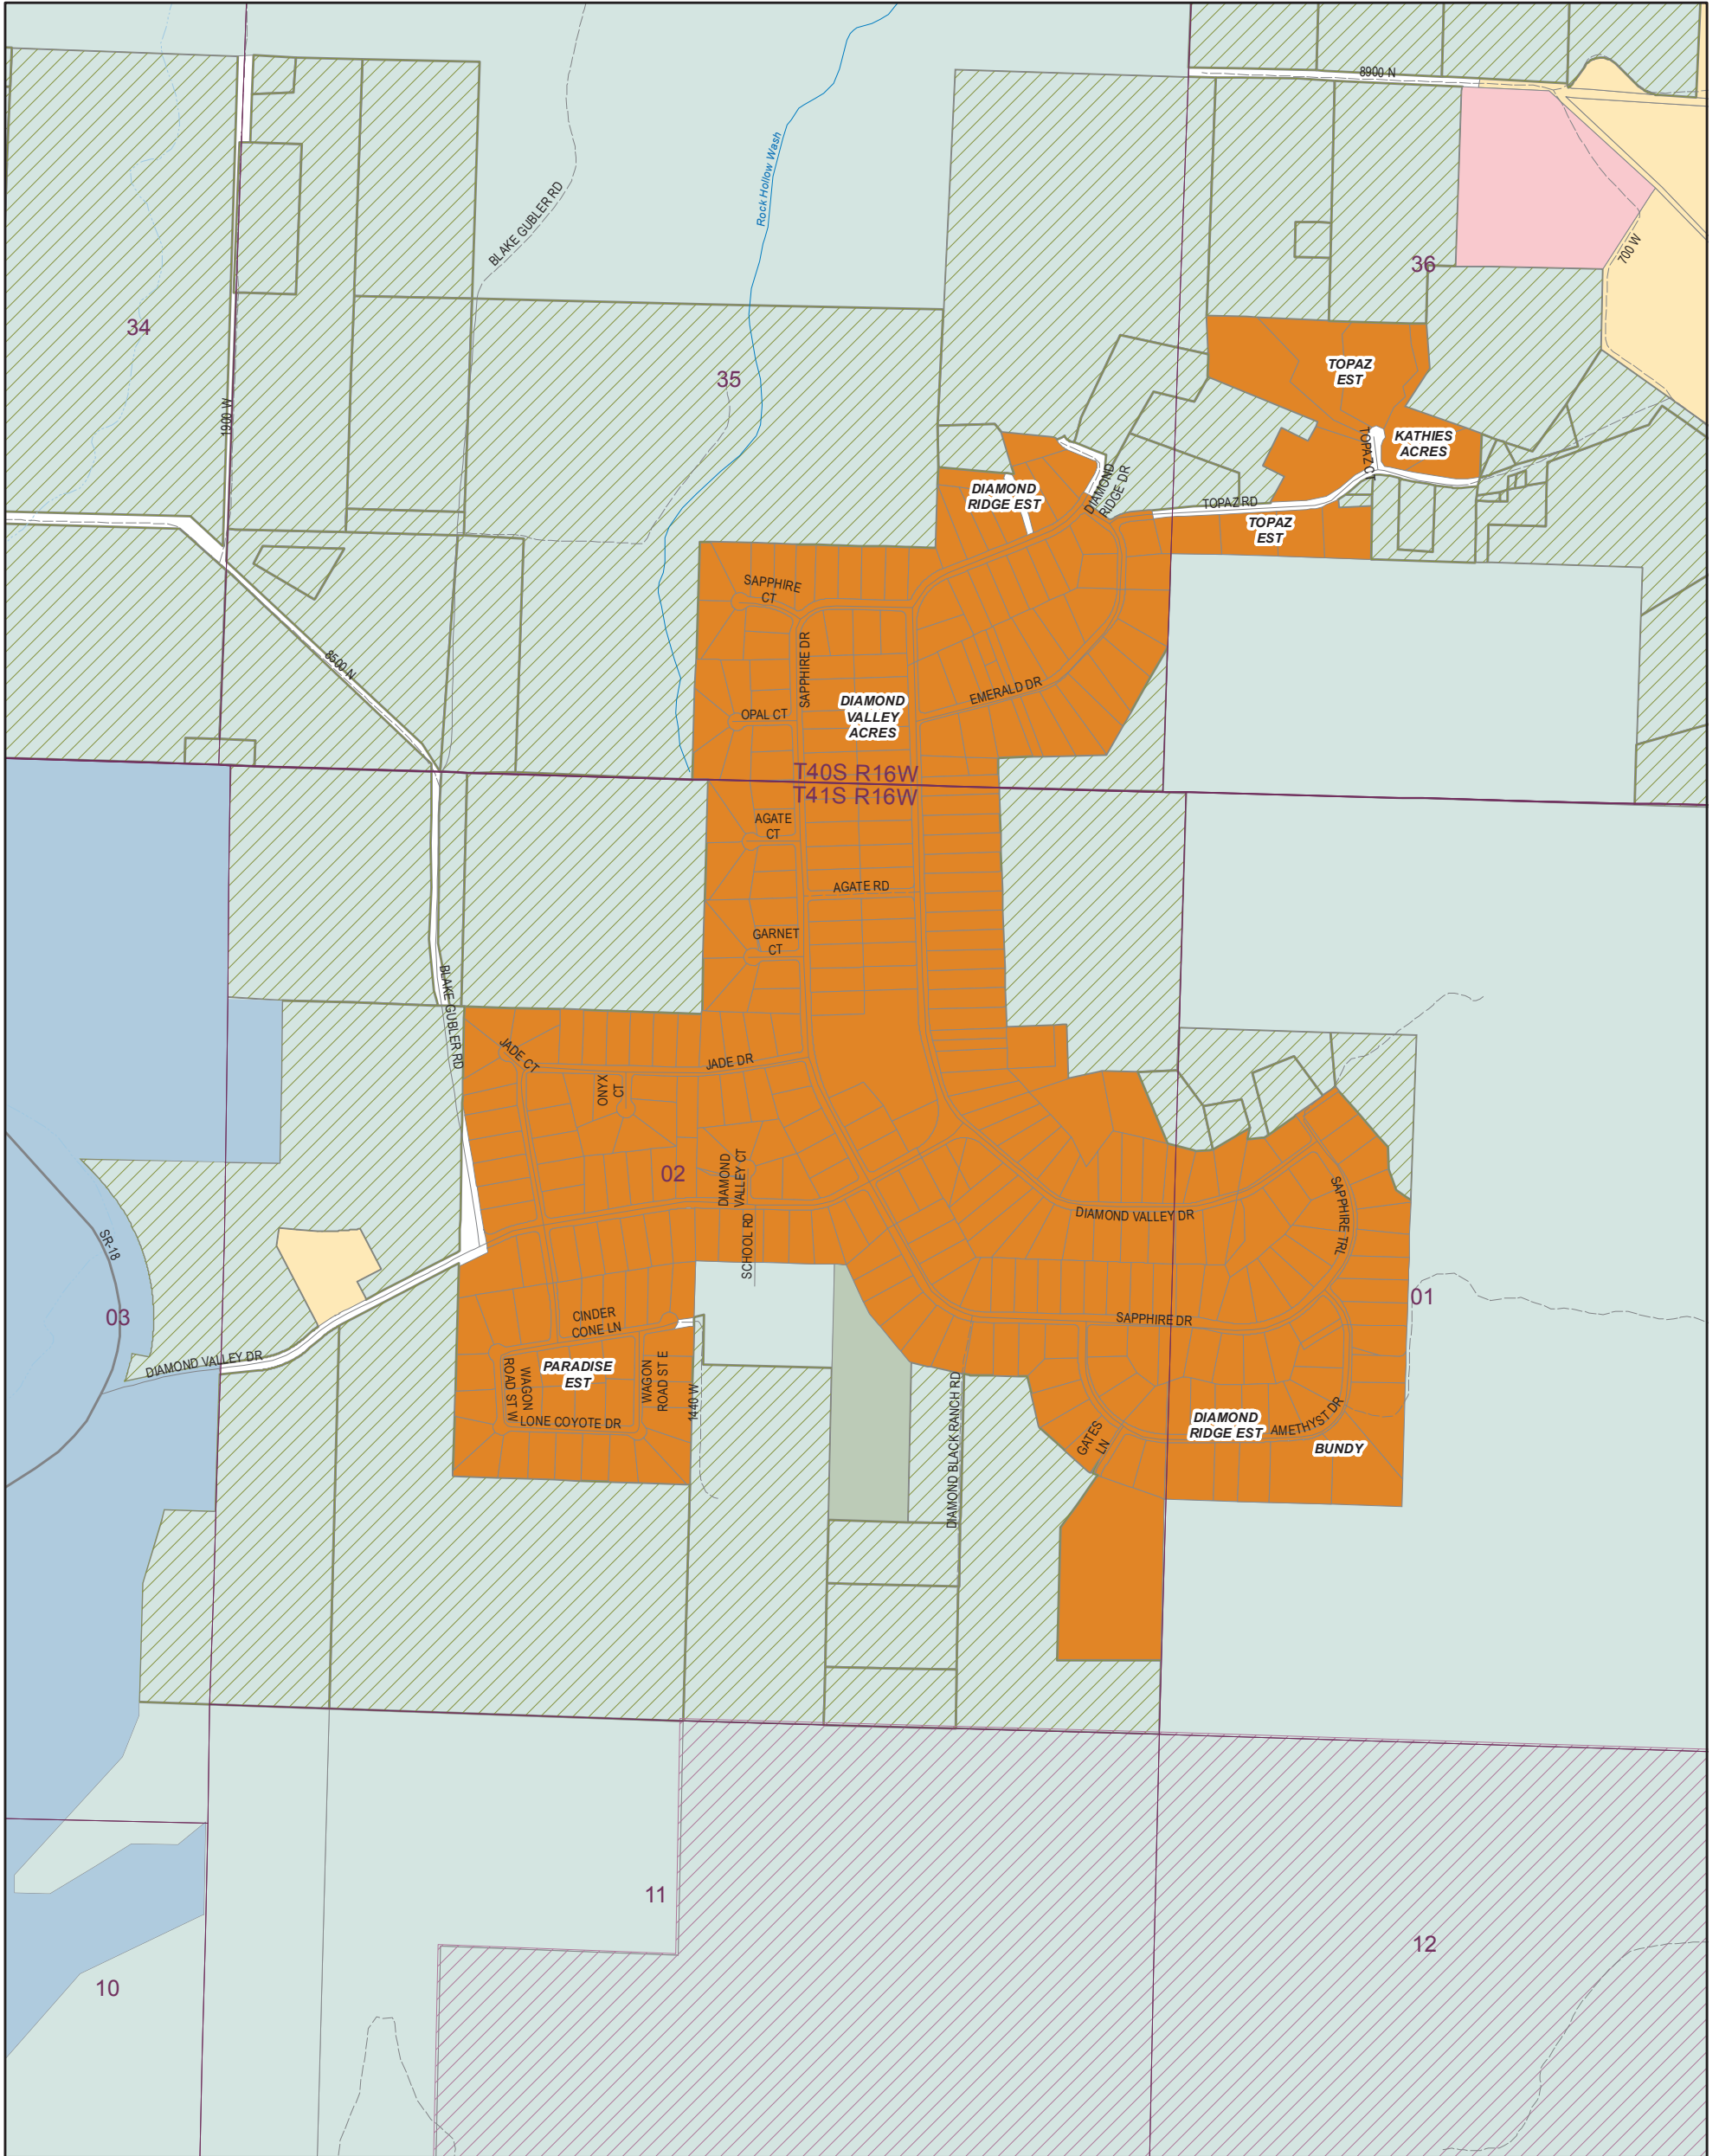 8900 N
Rock Hollow Wash
BLAKE GUBLER RD
700 W
36
34
TOPAZ
EST
35
1900 W
TOPAZ CT
KATHIES
ACRES
DIAMOND
RIDGE DR
DIAMOND
RIDGE EST
TOPAZ RD
TOPAZ
EST
SAPPHIRE
CT
SAPPHIRE DR
8500 N
EMERALD DR
DIAMOND
VALLEY
ACRES
OPAL CT
T40S R16W
T41S R16W
AGATE
CT
AGATE RD
GARNET
CT
BLAKE GUBLER RD
JADE CT
JADE DR
ONYX
CT
02
DIAMOND
VALLEY CT
SAPPHIRE TRL
DIAMOND VALLEY DR
SR-18
SCHOOL RD
01
03
CINDER
CONE LN
SAPPHIRE DR
DIAMOND VALLEY DR
PARADISE
EST
WAGON
ROAD ST W
WAGON
ROAD ST E
1440 W
LONE COYOTE DR
DIAMOND BLACK RANCH RD
GATES
LN
DIAMOND
RIDGE EST
AMETHYST DR
BUNDY
11
12
10